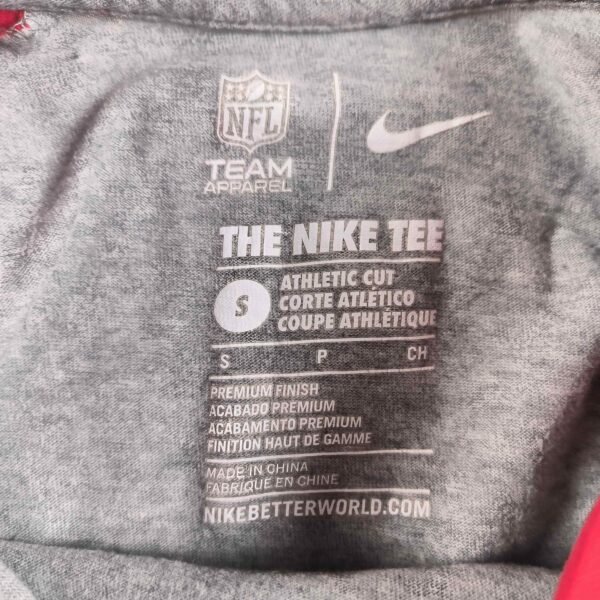 NFL
TEAM
APPAREL
THE NIKE TEE
S
ATHLETIC CUT
CORTE ATLÉTICO
COUPE ATHLÉTIQUE
S P CH
PREMIUM FINISH
ACABADO PREMIUM
ACABAMENTO PREMIUM
FINITION HAUT DE GAMME
MADE IN CHINA
FABRIQUÉ EN CHINE
NIKEBETTERWORLD.COM